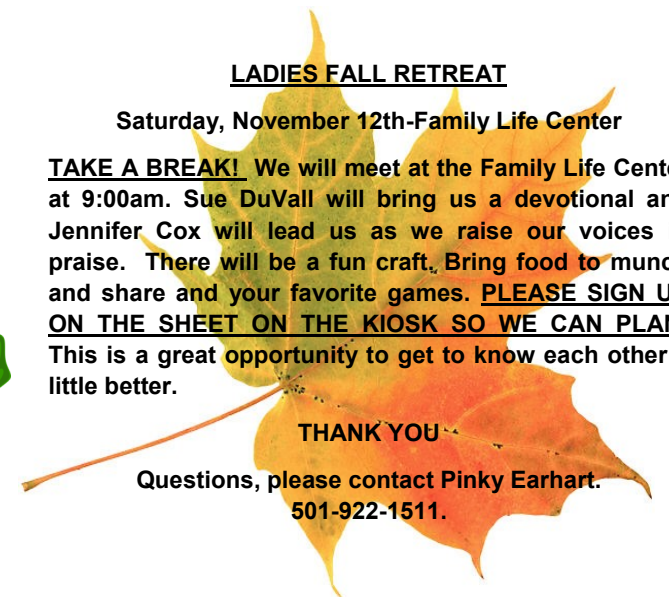 LADIES FALL RETREAT
Saturday, November 12th-Family Life Center
TAKE A BREAK! We will meet at the Family Life Cente
at 9:00am. Sue DuVall will bring us a devotional an
Jennifer Cox will lead us as we raise our voices
praise. There will be a fun craft. Bring food to munc
and share and your favorite games. PLEASE SIGN U
ON THE SHEET ON THE KIOSK SO WE CAN PLAN
This is a great opportunity to get to know each other
little better.
THANK YOU
Questions, please contact Pinky Earhart.
501-922-1511.